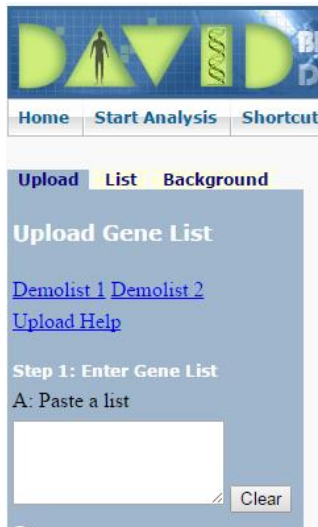 DAVID
Home Start Analysis Shortcut
Upload List Background
Upload Gene List
Demolist 1 Demolist 2
Upload Help
Step 1: Enter Gene List
A: Paste a list
Clear